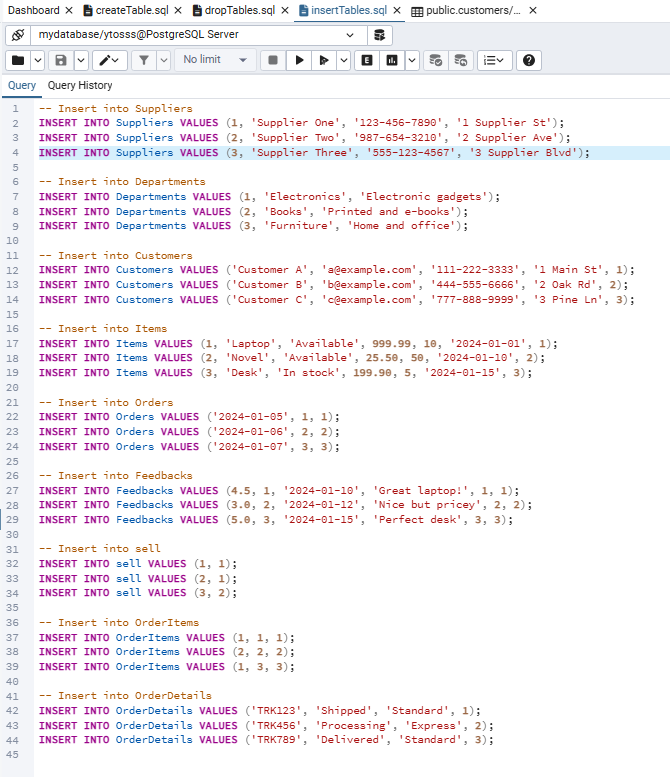 Dashboard × createTable.sql × dropTables.sql × insertTables.sql × public.customers/... ×
mydatabase/ytosss@PostgreSQL Server
No limit E
Query Query History
1 -- Insert into Suppliers
2 INSERT INTO Suppliers VALUES (1, 'Supplier One', '123-456-7890', '1 Supplier St');
3 INSERT INTO Suppliers VALUES (2, 'Supplier Two', '987-654-3210', '2 Supplier Ave');
4 INSERT INTO Suppliers VALUES (3, 'Supplier Three', '555-123-4567', '3 Supplier Blvd');
5
6 -- Insert into Departments
7 INSERT INTO Departments VALUES (1, 'Electronics', 'Electronic gadgets');
8 INSERT INTO Departments VALUES (2, 'Books', 'Printed and e-books');
9 INSERT INTO Departments VALUES (3, 'Furniture', 'Home and office');
10
11 -- Insert into Customers
12 INSERT INTO Customers VALUES ('Customer A', 'a@example.com', '111-222-3333', '1 Main St', 1);
13 INSERT INTO Customers VALUES ('Customer B', 'b@example.com', '444-555-6666', '2 Oak Rd', 2);
14 INSERT INTO Customers VALUES ('Customer C', 'c@example.com', '777-888-9999', '3 Pine Ln', 3);
15
16 -- Insert into Items
17 INSERT INTO Items VALUES (1, 'Laptop', 'Available', 999.99, 10, '2024-01-01', 1);
18 INSERT INTO Items VALUES (2, 'Novel', 'Available', 25.50, 50, '2024-01-10', 2);
19 INSERT INTO Items VALUES (3, 'Desk', 'In stock', 199.90, 5, '2024-01-15', 3);
20
21 -- Insert into Orders
22 INSERT INTO Orders VALUES ('2024-01-05', 1, 1);
23 INSERT INTO Orders VALUES ('2024-01-06', 2, 2);
24 INSERT INTO Orders VALUES ('2024-01-07', 3, 3);
25
26 -- Insert into Feedbacks
27 INSERT INTO Feedbacks VALUES (4.5, 1, '2024-01-10', 'Great laptop!', 1, 1);
28 INSERT INTO Feedbacks VALUES (3.0, 2, '2024-01-12', 'Nice but pricey', 2, 2);
29 INSERT INTO Feedbacks VALUES (5.0, 3, '2024-01-15', 'Perfect desk', 3, 3);
30
31 -- Insert into sell
32 INSERT INTO sell VALUES (1, 1);
33 INSERT INTO sell VALUES (2, 1);
34 INSERT INTO sell VALUES (3, 2);
35
36 -- Insert into OrderItems
37 INSERT INTO OrderItems VALUES (1, 1, 1);
38 INSERT INTO OrderItems VALUES (2, 2, 2);
39 INSERT INTO OrderItems VALUES (1, 3, 3);
40
41 -- Insert into OrderDetails
42 INSERT INTO OrderDetails VALUES ('TRK123', 'Shipped', 'Standard', 1);
43 INSERT INTO OrderDetails VALUES ('TRK456', 'Processing', 'Express', 2);
44 INSERT INTO OrderDetails VALUES ('TRK789', 'Delivered', 'Standard', 3);
45